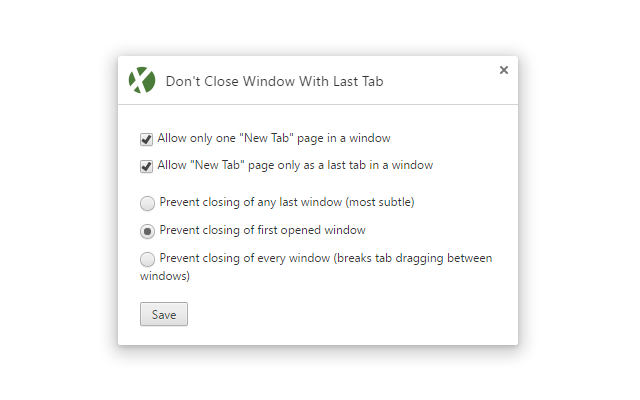 Don't Close Window With Last Tab
Allow only one "New Tab" page in a window
Allow "New Tab" page only as a last tab in a window
Prevent closing of any last window (most subtle)
Prevent closing of first opened window
Prevent closing of every window (breaks tab dragging between
windows)
Save